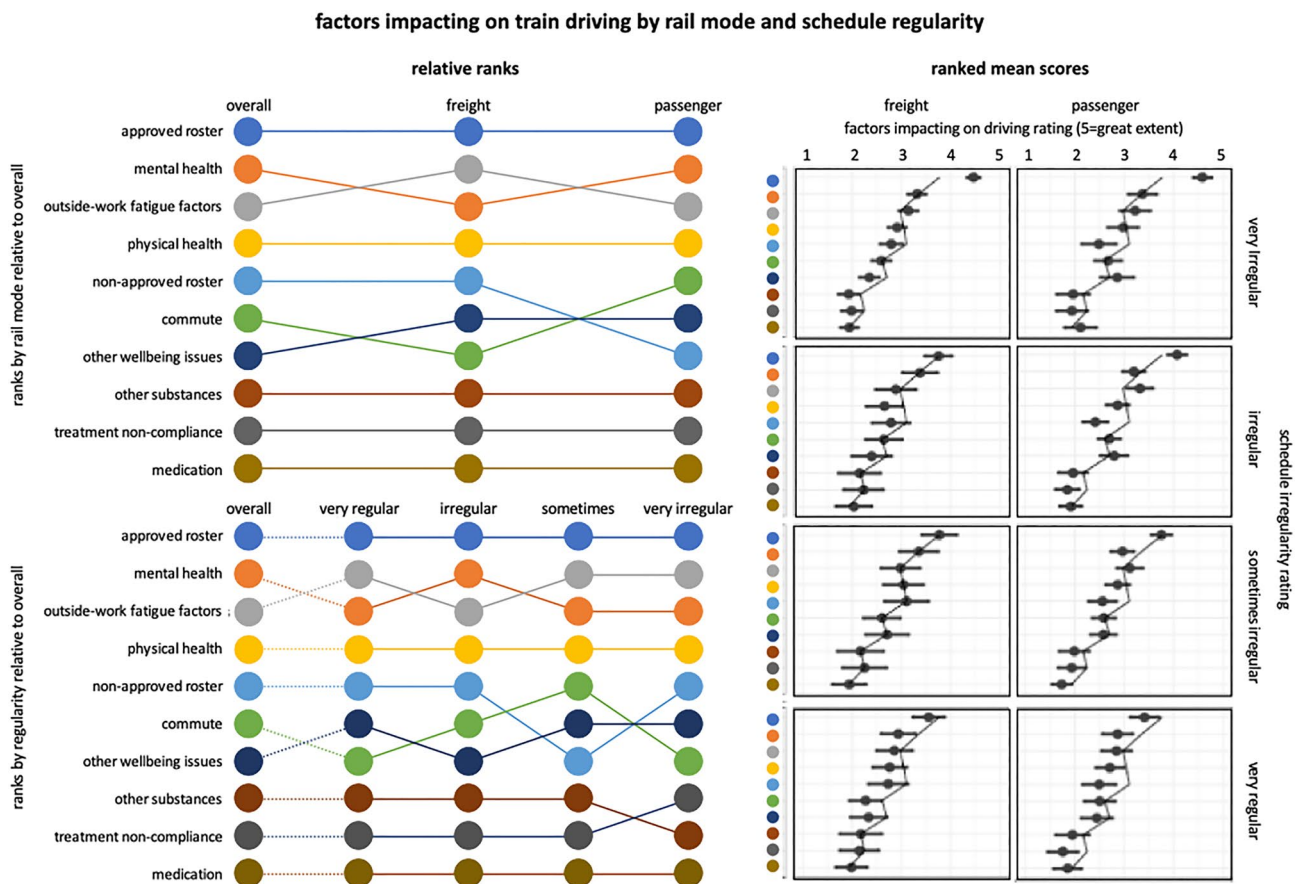 factors impacting on train driving by rail mode and schedule regularity
relative ranks
overall freight passenger
ranks by rail mode relative to overall
approved roster
mental health
outside-work fatigue factors
physical health
non-approved roster
commute
other wellbeing issues
other substances
treatment non-compliance
medication
overall very regular irregular sometimes very irregular
ranks by regularity relative to overall
approved roster
mental health
outside-work fatigue factors
physical health
non-approved roster
commute
other wellbeing issues
other substances
treatment non-compliance
medication
ranked mean scores
freight passenger
factors impacting on driving rating (5=great extent)
1 2 3 4 5 1 2 3 4 5
very Irregular
irregular
sometimes irregular
very regular
schedule irregularity rating